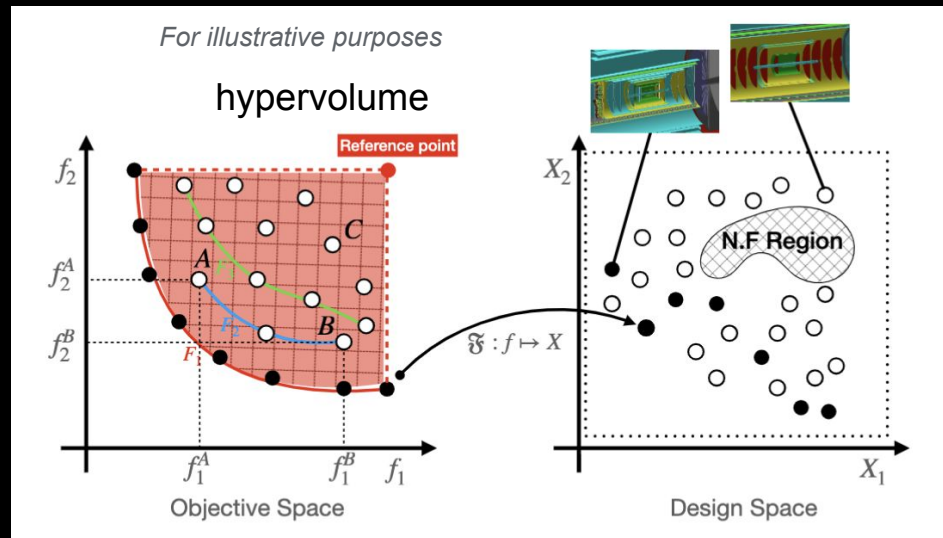 For illustrative purposes
hypervolume
Reference point
f₂
C
A
F₃
f₂ᴬ
B
F₂
f₂ᴮ
F₁
f₁ᴬ
f₁ᴮ
f₁
Objective Space
𝔉 : f ↦ X
X₂
N.F Region
X₁
Design Space